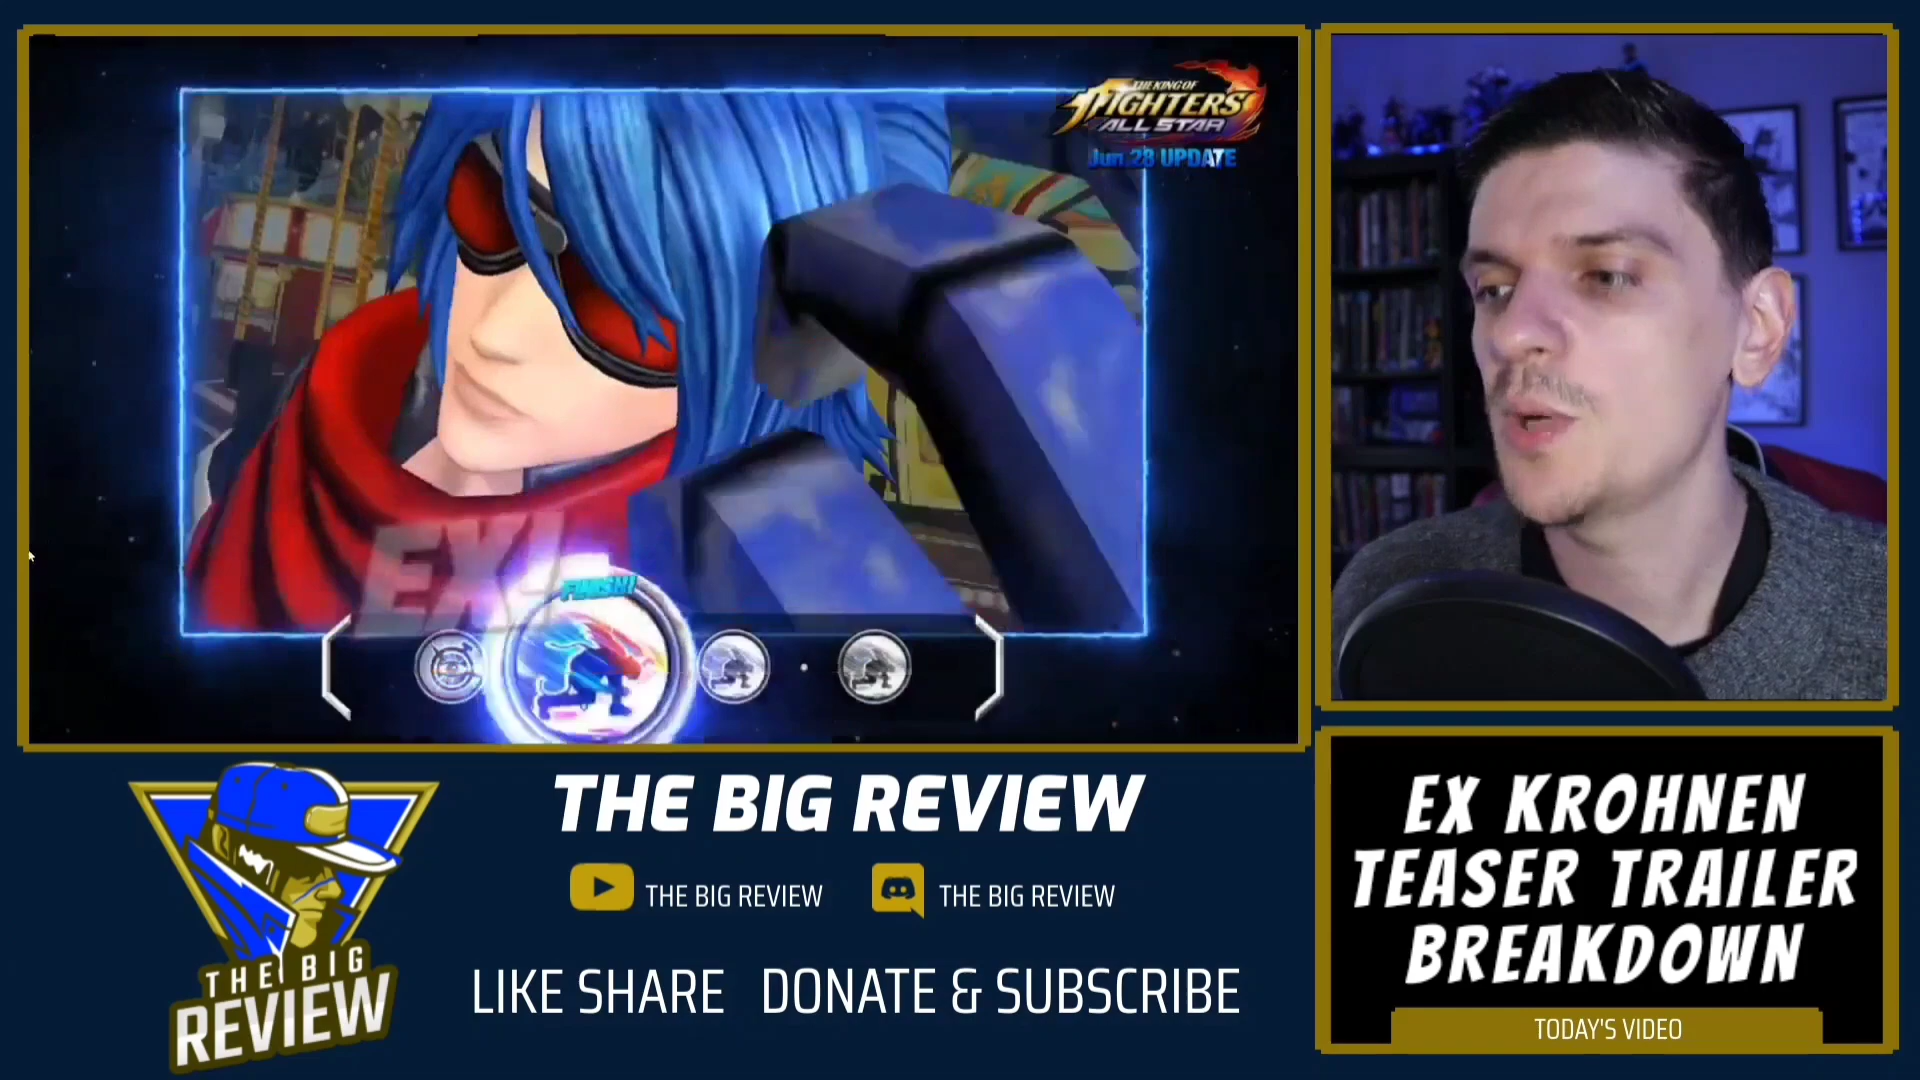 THE KING OF
FIGHTERS
ALL STAR
Jun 28 UPDATE
EX!
FINISH!
THE BIG
REVIEW
THE BIG REVIEW
THE BIG REVIEW
THE BIG REVIEW
LIKE SHARE DONATE & SUBSCRIBE
EX KROHNEN
TEASER TRAILER
BREAKDOWN
TODAY'S VIDEO